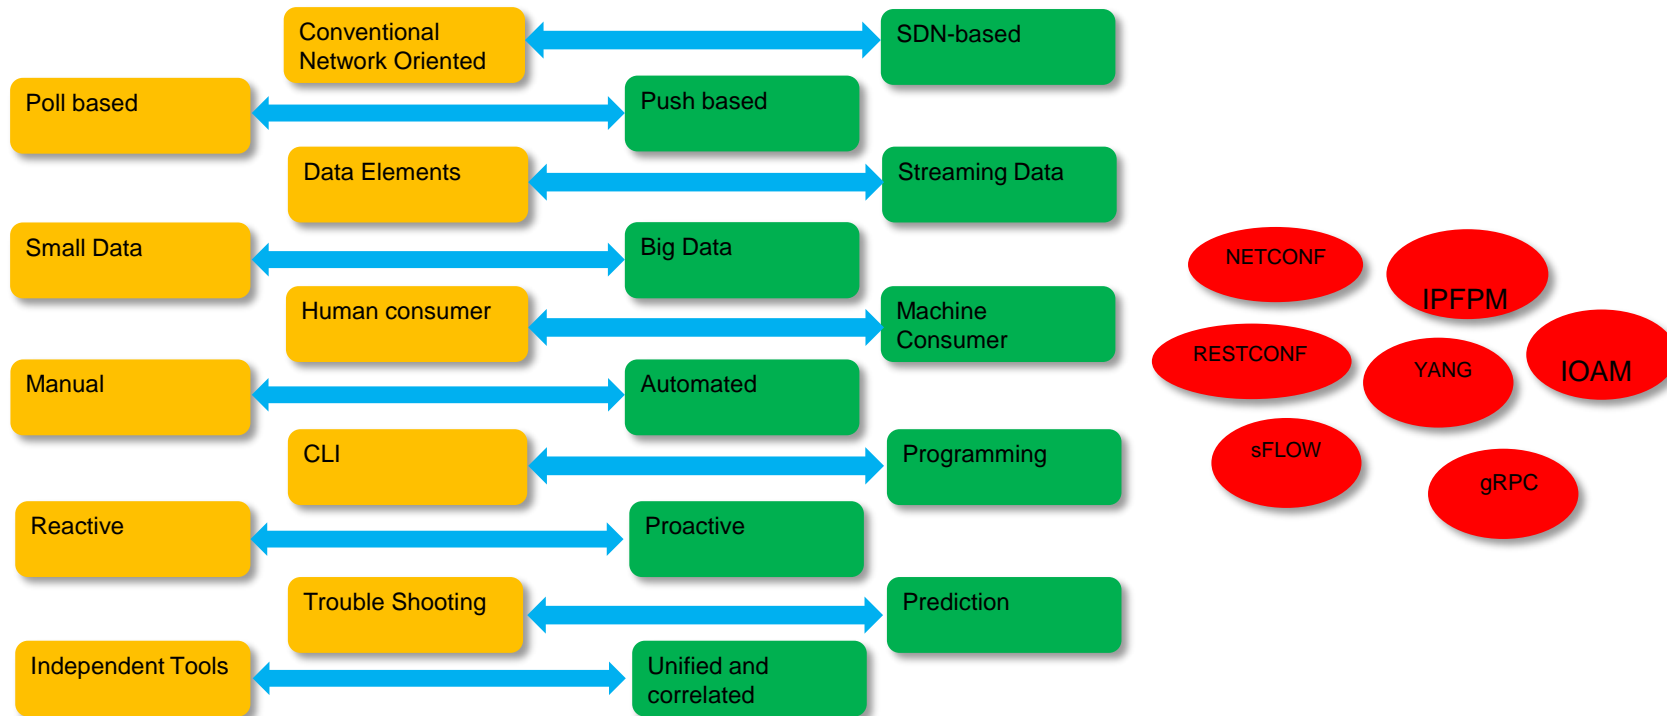 Conventional
Network Oriented
SDN-based
Poll based
Push based
Data Elements
Streaming Data
Small Data
Big Data
Human consumer
Machine
Consumer
Manual
Automated
CLI
Programming
Reactive
Proactive
Trouble Shooting
Prediction
Independent Tools
Unified and
correlated
NETCONF
IPFPM
RESTCONF
YANG
IOAM
sFLOW
gRPC